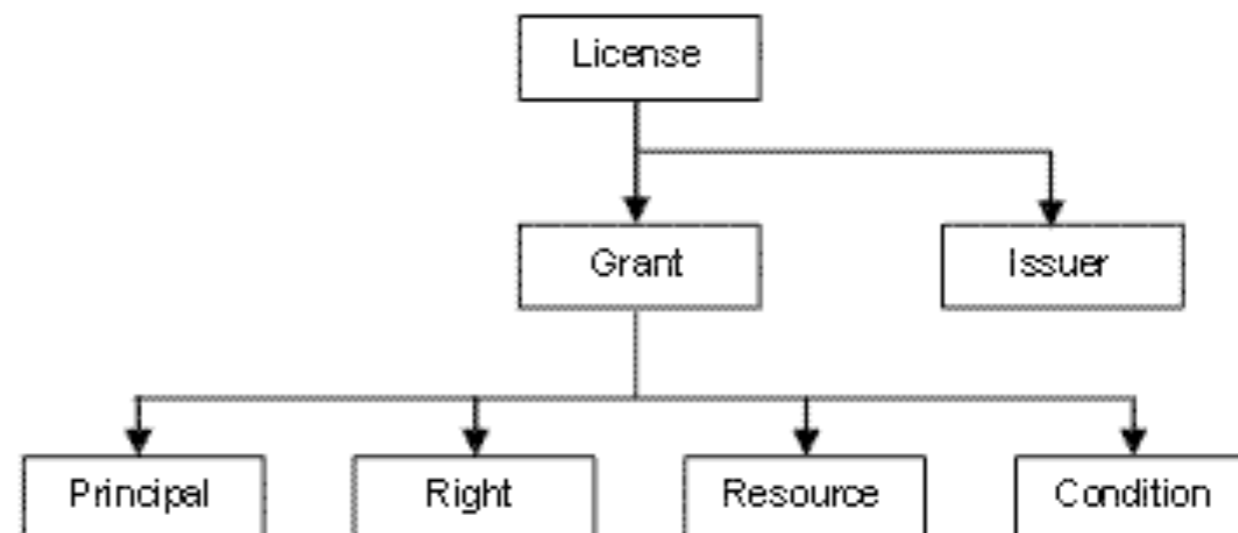 License
Grant
Issuer
Principal
Right
Resource
Condition